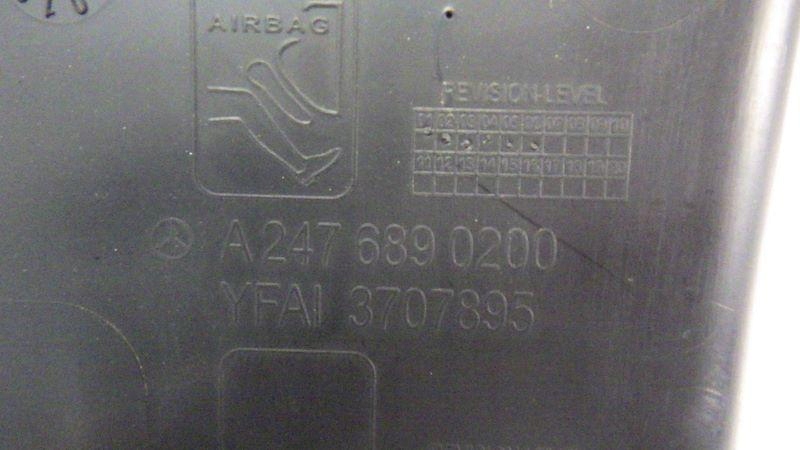 AIRBAG
REVISION-LEVEL
01 02 03 04 05 06 07 08 09 10
11 12 13 14 15 16 17 18 19 20
A 247 689 0200
YFAI 3707895